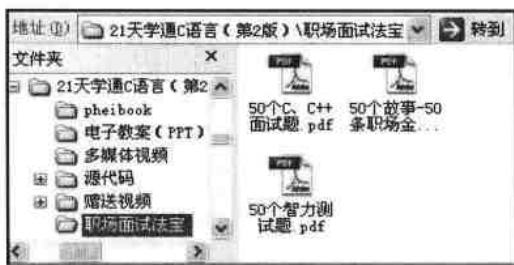 地址(D) 21天学通C语言(第2版)\职场面试法宝 转到
文件夹 ×
21天学通C语言(第2
pheibook
电子教案(PPT)
多媒体视频
源代码
赠送视频
职场面试法宝
PDF
50个C、C++
面试题.pdf
PDF
50个故事-50
条职场金...
PDF
50个智力测
试题.pdf